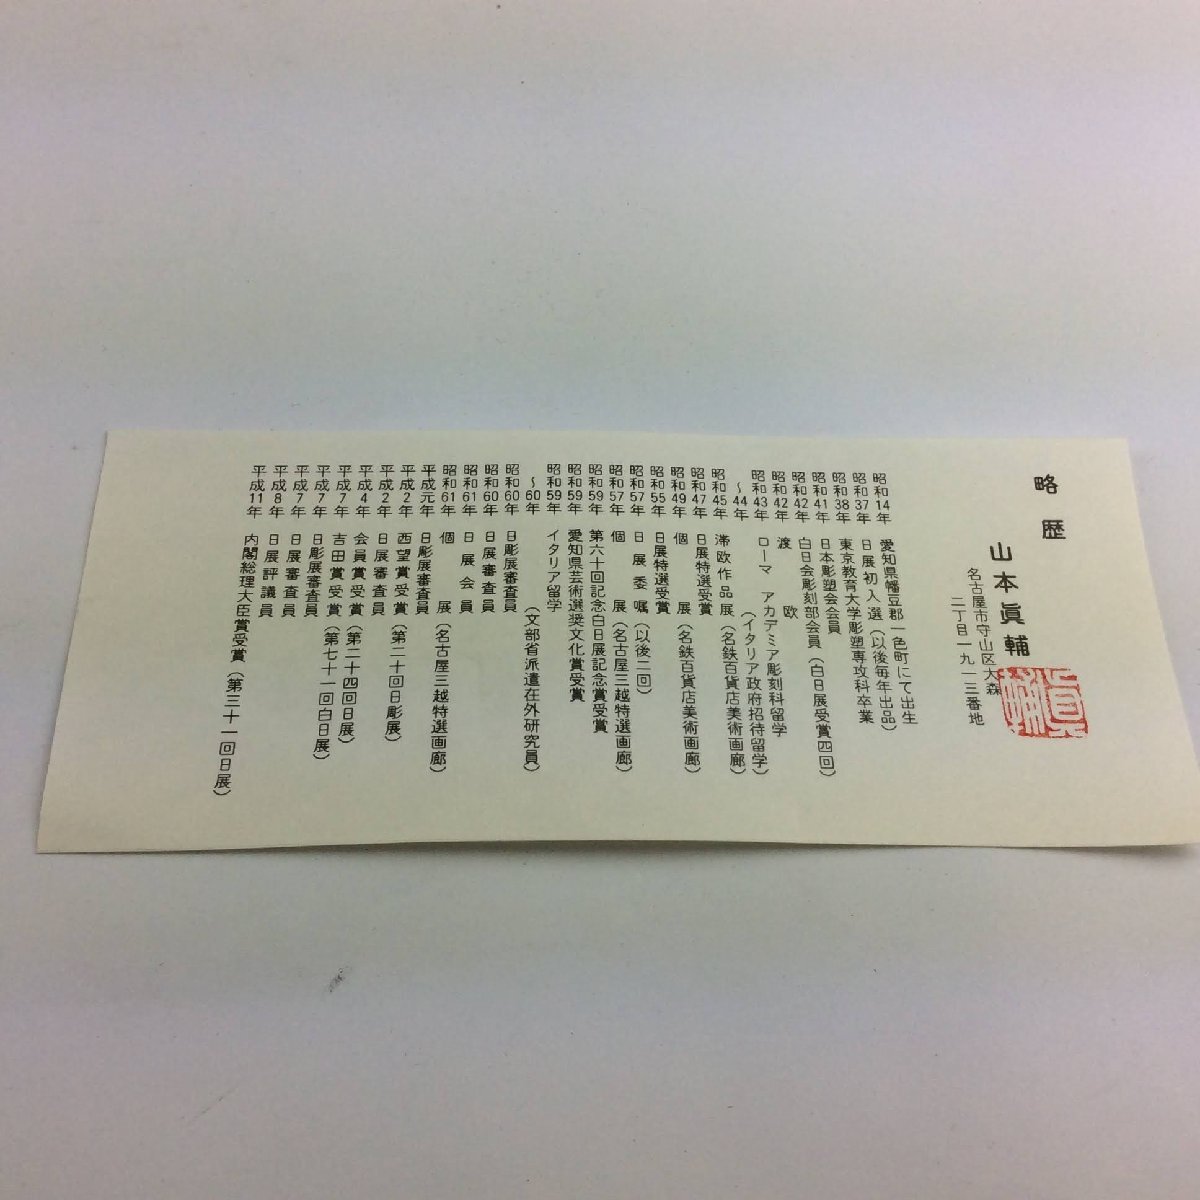 略歴
山本眞輔
名古屋市守山区大森
二丁目一九一三番地
昭和14年 愛知県幡豆郡一色町にて出生
昭和37年 日展初入選(以後毎年出品)
昭和38年 東京教育大学彫塑専攻科卒業
昭和41年 日本彫塑会会員
昭和42年 白日会彫刻部会員(白日展受賞四回)
昭和42年 渡欧
昭和43年 ローマ アカデミア彫刻科留学
〜44年 (イタリア政府招待留学)
昭和45年 滞欧作品展(名鉄百貨店美術画廊)
昭和47年 日展特選受賞
昭和49年 個展(名鉄百貨店美術画廊)
昭和55年 日展特選受賞
昭和57年 日展委嘱(以後二回)
昭和57年 個展(名古屋三越特選画廊)
昭和59年 第六十回記念白日展記念賞受賞
昭和59年 愛知県芸術選奨文化賞受賞
昭和59年 イタリア留学
〜60年 (文部省派遣在外研究員)
昭和60年 日彫展審査員
昭和60年 日展審査員
昭和61年 日展会員
昭和61年 個展(名古屋三越特選画廊)
平成元年 日彫展審査員
平成2年 西望賞受賞(第二十回日彫展)
平成2年 日展審査員
平成4年 会員賞受賞(第二十四回日展)
平成7年 吉田賞受賞(第七十一回白日展)
平成7年 日彫展審査員
平成7年 日展審査員
平成8年 日展評議員
平成11年 内閣総理大臣賞受賞(第三十一回日展)